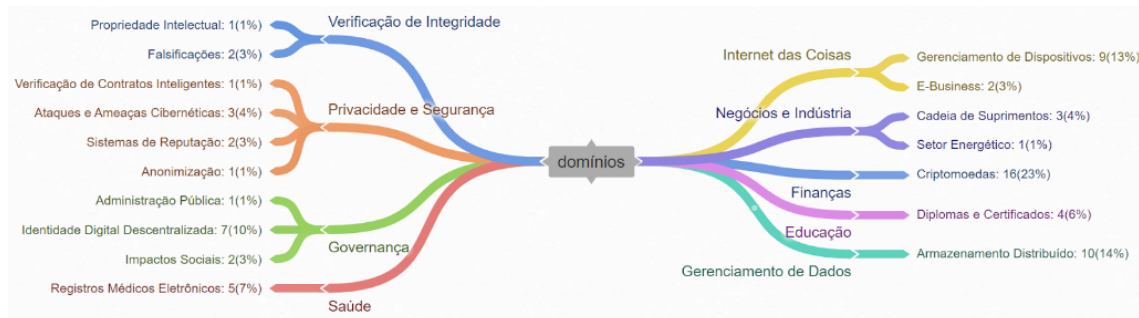 Verificação de Integridade
Propriedade Intelectual: 1(1%)
Falsificações: 2(3%)
Privacidade e Segurança
Verificação de Contratos Inteligentes: 1(1%)
Ataques e Ameaças Cibernéticas: 3(4%)
Sistemas de Reputação: 2(3%)
Anonimização: 1(1%)
Governança
Administração Pública: 1(1%)
Identidade Digital Descentralizada: 7(10%)
Impactos Sociais: 2(3%)
Saúde
Registros Médicos Eletrônicos: 5(7%)
domínios
Internet das Coisas
Gerenciamento de Dispositivos: 9(13%)
E-Business: 2(3%)
Negócios e Indústria
Cadeia de Suprimentos: 3(4%)
Setor Energético: 1(1%)
Finanças
Criptomoedas: 16(23%)
Educação
Diplomas e Certificados: 4(6%)
Gerenciamento de Dados
Armazenamento Distribuído: 10(14%)